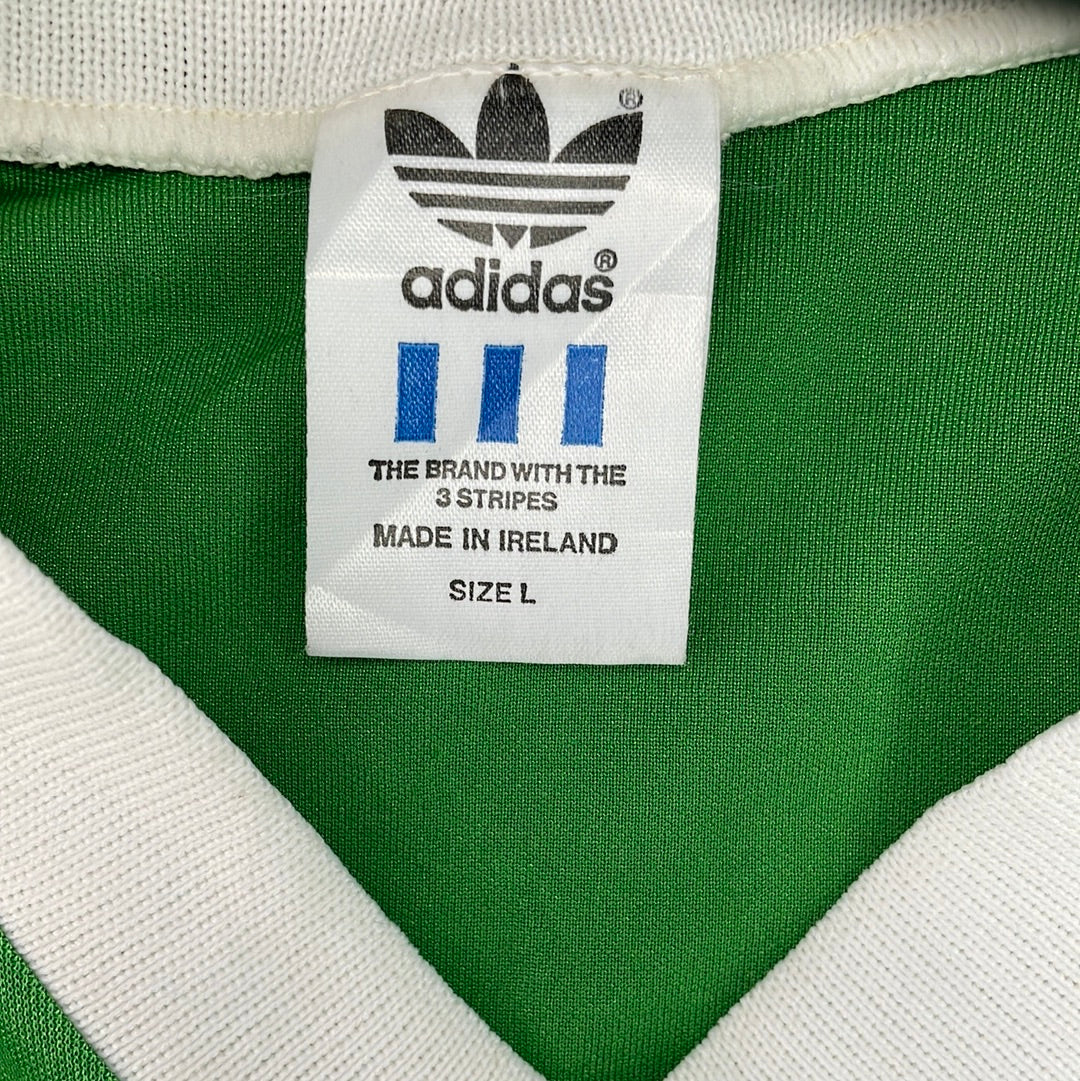 ®
adidas®
THE BRAND WITH THE
3 STRIPES
MADE IN IRELAND
SIZE L